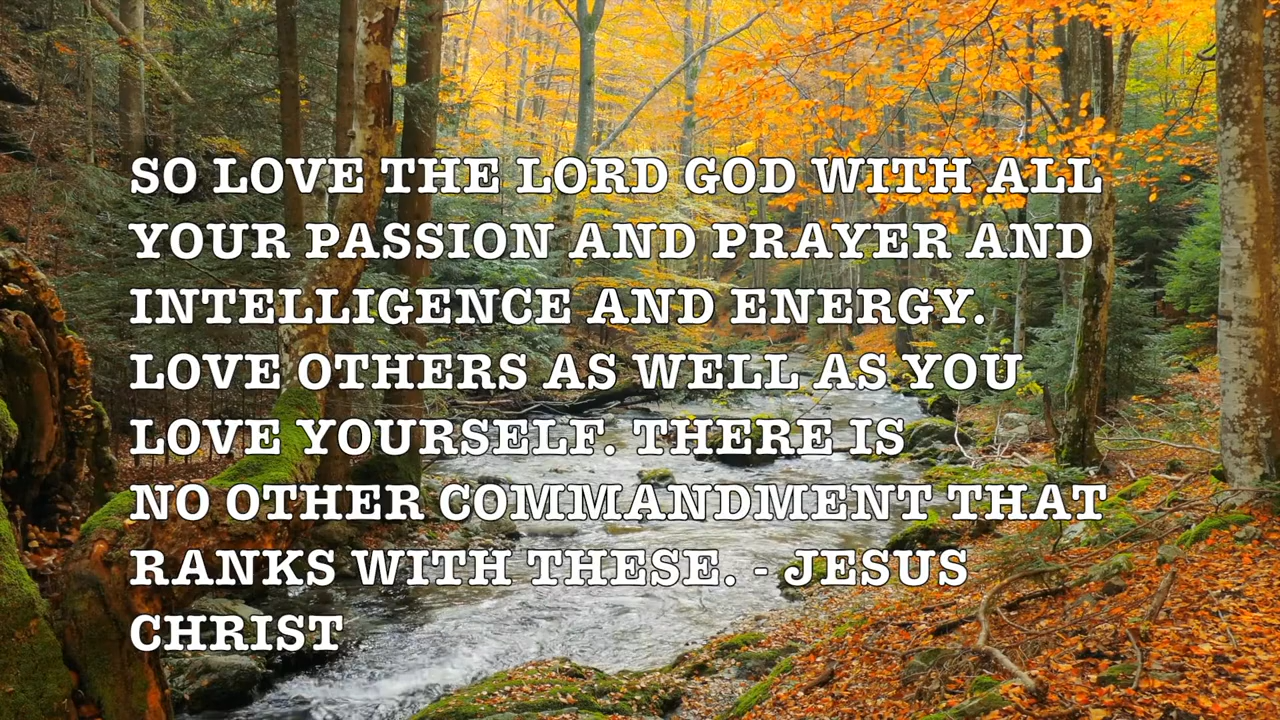 SO LOVE THE LORD GOD WITH ALL
YOUR PASSION AND PRAYER AND
INTELLIGENCE AND ENERGY.
LOVE OTHERS AS WELL AS YOU
LOVE YOURSELF. THERE IS
NO OTHER COMMANDMENT THAT
RANKS WITH THESE. - JESUS
CHRIST